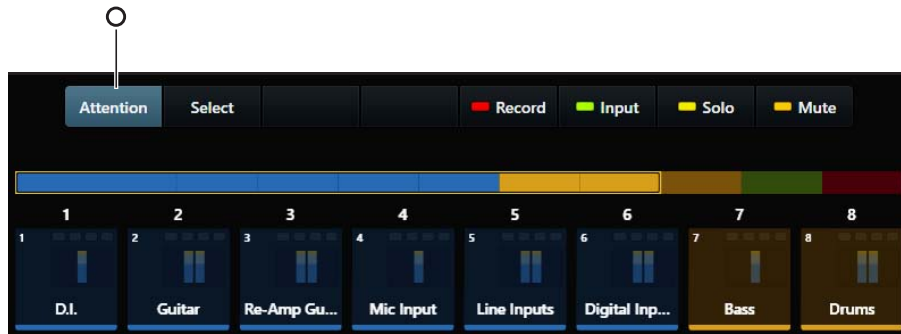 Attention Select Record Input Solo Mute
1 2 3 4 5 6 7 8
1 2 3 4 5 6 7 8
D.I. Guitar Re-Amp Gu... Mic Input Line Inputs Digital Inp... Bass Drums